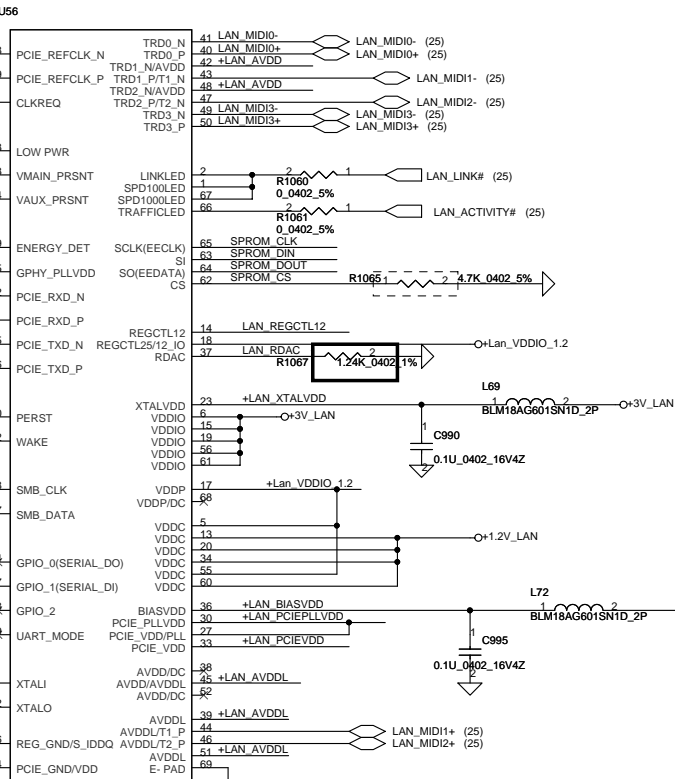 U56
41 LAN_MIDI0-
TRD0_N LAN_MIDI0- (25)
40 LAN_MIDI0+
PCIE_REFCLK_N TRD0_P LAN_MIDI0+ (25)
42 +LAN_AVDD
TRD1_N/AVDD
43
PCIE_REFCLK_P TRD1_P/T1_N LAN_MIDI1- (25)
48 +LAN_AVDD
TRD2_N/AVDD
47
CLKREQ TRD2_P/T2_N LAN_MIDI2- (25)
49 LAN_MIDI3-
TRD3_N LAN_MIDI3- (25)
50 LAN_MIDI3+
TRD3_P LAN_MIDI3+ (25)
LOW PWR
VMAIN_PRSNT LINKLED 2 2 1 LAN_LINK# (25)
SPD100LED 1 R1060
VAUX_PRSNT SPD1000LED 67 0_0402_5%
TRAFFICLED 66 2 1 LAN_ACTIVITY# (25)
R1061
0_0402_5%
ENERGY_DET SCLK(EECLK) 65 SPROM_CLK
SI 63 SPROM_DIN
GPHY_PLLVDD SO(EEDATA) 64 SPROM_DOUT
CS 62 SPROM_CS R1065 1 2 4.7K_0402_5%
PCIE_RXD_N
PCIE_RXD_P
REGCTL12 14 LAN_REGCTL12
PCIE_TXD_N REGCTL25/12_IO 18 +Lan_VDDIO_1.2
RDAC 37 LAN_RDAC 2
PCIE_TXD_P R1067 1.24K_0402_1%
L69
XTALVDD 23 +LAN_XTALVDD 1 2 +3V_LAN
PERST VDDIO 6 +3V_LAN BLM18AG601SN1D_2P
VDDIO 15
WAKE VDDIO 19 1 C990
VDDIO 56
VDDIO 61 2 0.1U_0402_16V4Z
SMB_CLK VDDP 17 +Lan_VDDIO_1.2
VDDP/DC 68
SMB_DATA
VDDC 5
VDDC 13 +1.2V_LAN
VDDC 20
GPIO_0(SERIAL_DO) VDDC 34
VDDC 55
GPIO_1(SERIAL_DI) VDDC 60
L72
GPIO_2 BIASVDD 36 +LAN_BIASVDD 1 2
PCIE_PLLVDD 30 +LAN_PCIEPLLVDD BLM18AG601SN1D_2P
UART_MODE PCIE_VDD/PLL 27
PCIE_VDD 33 +LAN_PCIEVDD 1 C995
AVDD/DC 38 2 0.1U_0402_16V4Z
XTALI AVDD/AVDDL 45 +LAN_AVDDL
AVDD/DC 52
XTALO
AVDDL 39 +LAN_AVDDL
AVDDL/T1_P 44 LAN_MIDI1+ (25)
REG_GND/S_IDDQ AVDDL/T2_P 46 LAN_MIDI2+ (25)
AVDDL 51 +LAN_AVDDL
PCIE_GND/VDD E- PAD 69